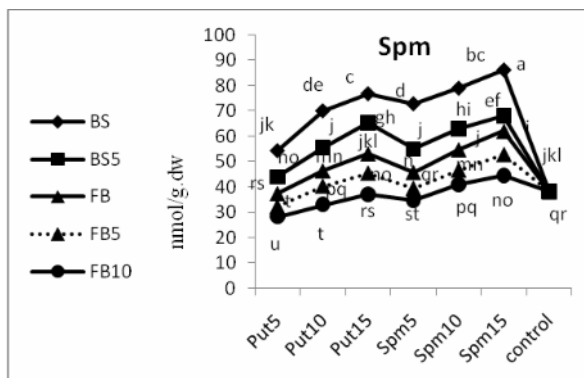 Spm
nmol/g.dw
100
90
80
70
60
50
40
30
20
10
0
jk
de
c
d
bc
a
no
j
gh
j
hi
ef
i
rs
mn
jkl
n
j
jkl
t
pq
no
qr
mn
u
t
rs
st
pq
no
qr
Put5
Put10
Put15
Spm5
Spm10
Spm15
control
BS
BS5
FB
FB5
FB10